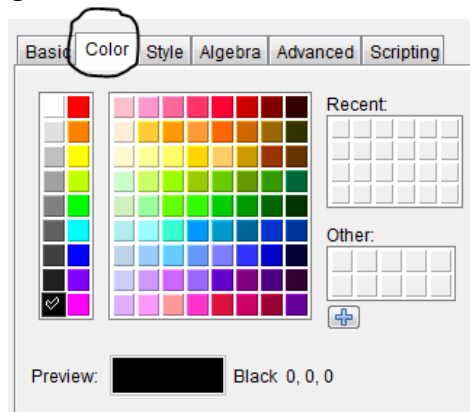 Basic Color Style Algebra Advanced Scripting
Recent:
Other:
Preview: Black 0, 0, 0